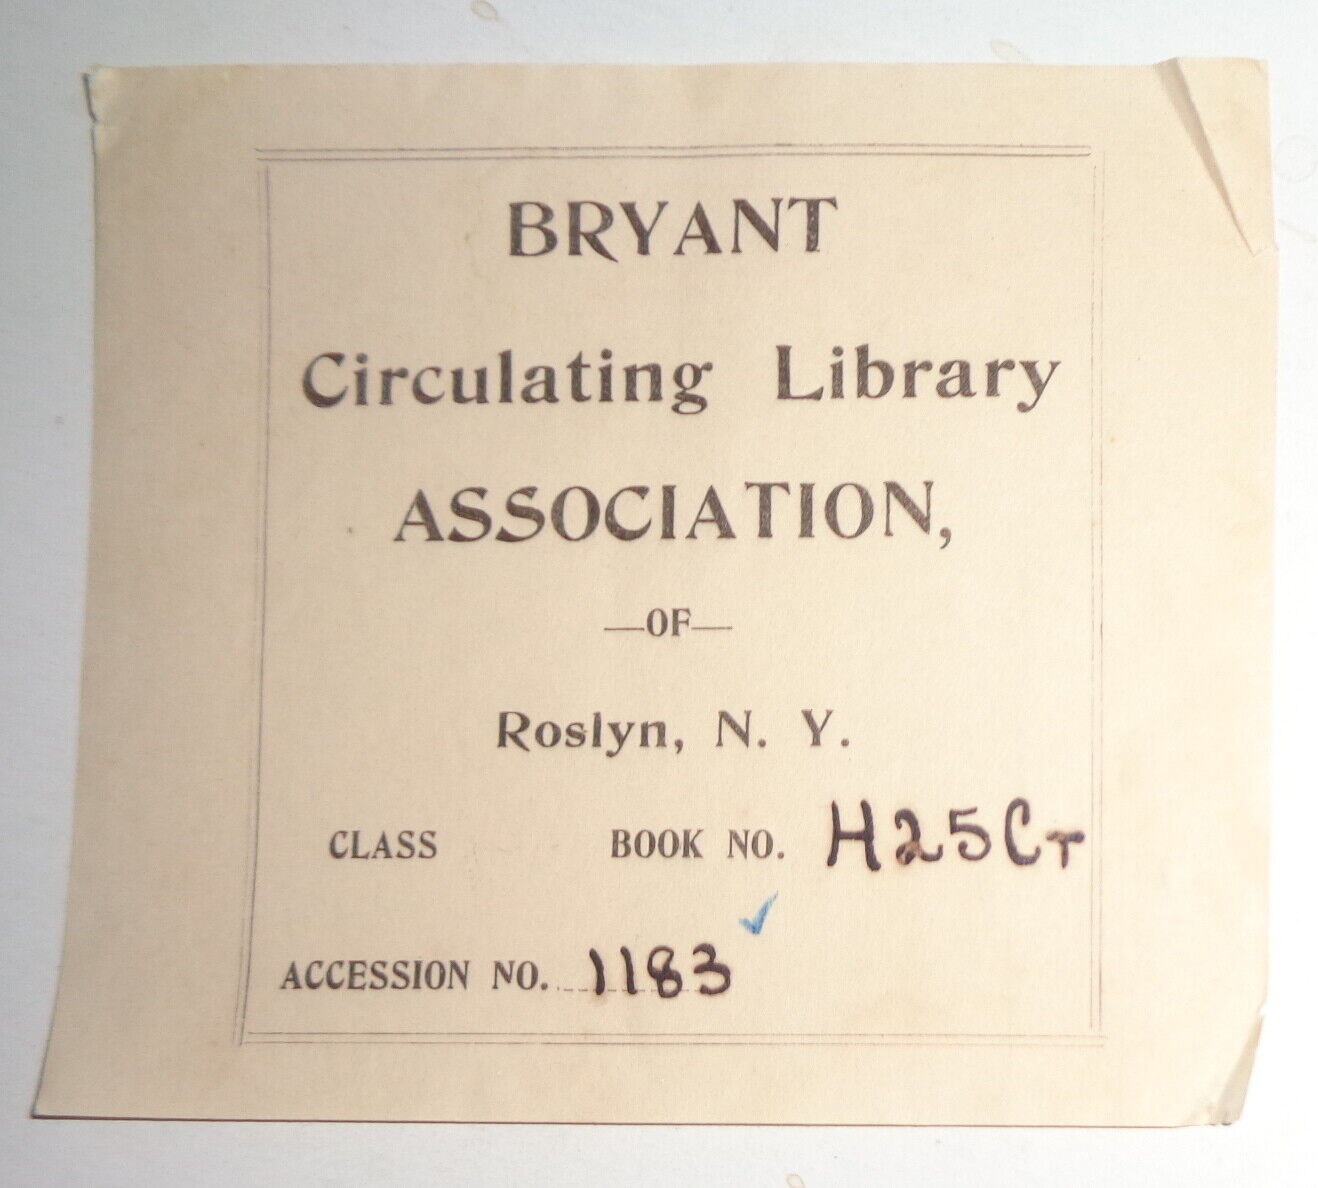 BRYANT
Circulating Library
ASSOCIATION,
—OF—
Roslyn, N. Y.
CLASS BOOK NO. H25CT
ACCESSION NO. 1183 ✓